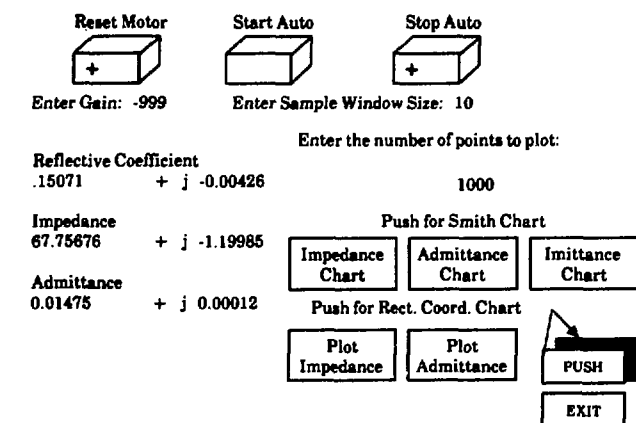 Reset Motor Start Auto Stop Auto
+ +
Enter Gain: -999 Enter Sample Window Size: 10
Enter the number of points to plot:
Reflective Coefficient
.15071 + j -0.00426
1000
Impedance
67.75676 + j -1.19985
Push for Smith Chart
Impedance Chart
Admittance Chart
Imittance Chart
Admittance
0.01475 + j 0.00012
Push for Rect. Coord. Chart
Plot Impedance
Plot Admittance
PUSH
EXIT